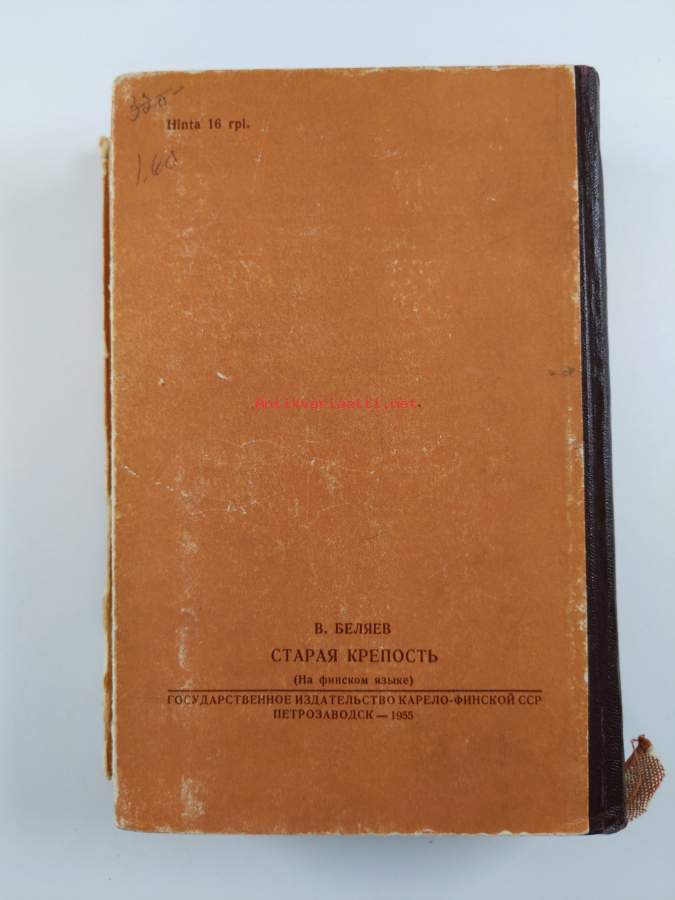 Hinta 16 rpl.
1.60
Antikvariaatti.net
В. БЕЛЯЕВ
СТАРАЯ КРЕПОСТЬ
(На финском языке)
ГОСУДАРСТВЕННОЕ ИЗДАТЕЛЬСТВО КАРЕЛО-ФИНСКОЙ ССР
ПЕТРОЗАВОДСК — 1955